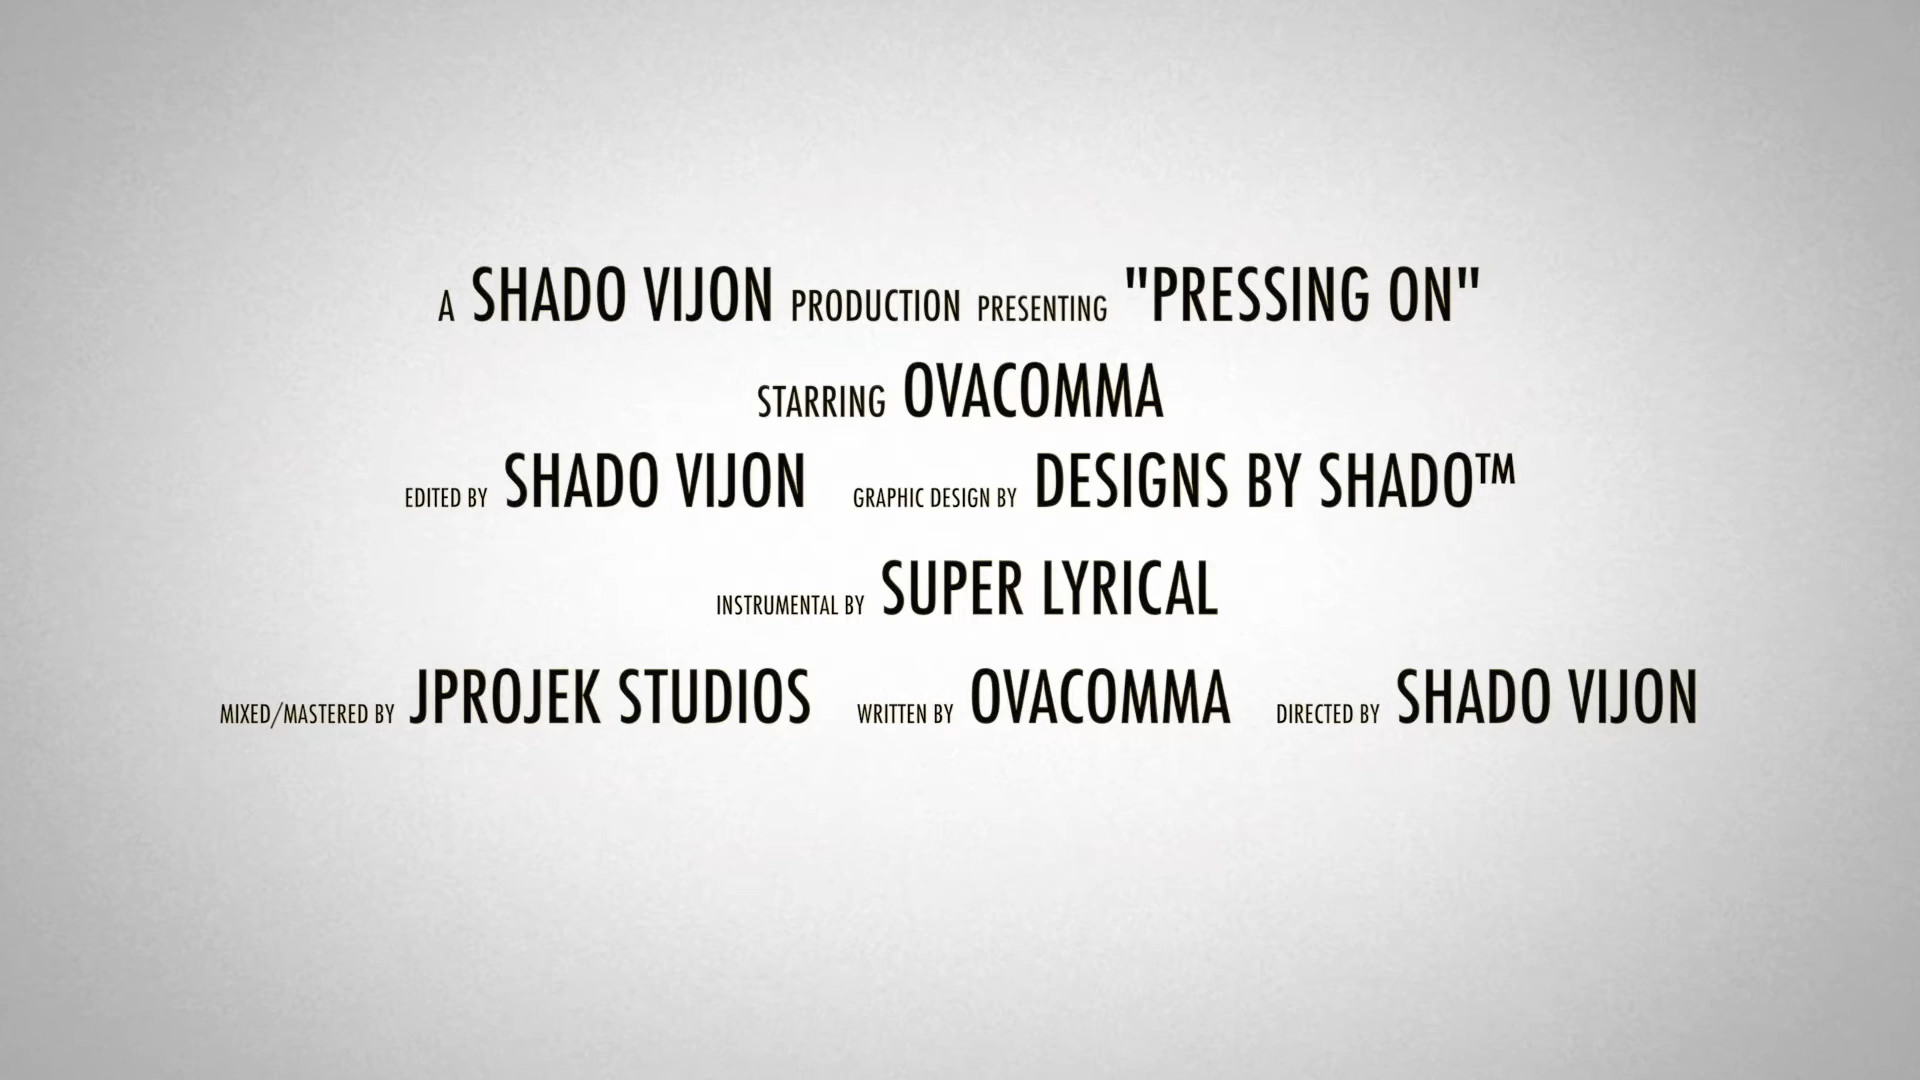 A SHADO VIJON PRODUCTION PRESENTING "PRESSING ON"
STARRING OVACOMMA
EDITED BY SHADO VIJON GRAPHIC DESIGN BY DESIGNS BY SHADO™
INSTRUMENTAL BY SUPER LYRICAL
MIXED/MASTERED BY JPROJEK STUDIOS WRITTEN BY OVACOMMA DIRECTED BY SHADO VIJON